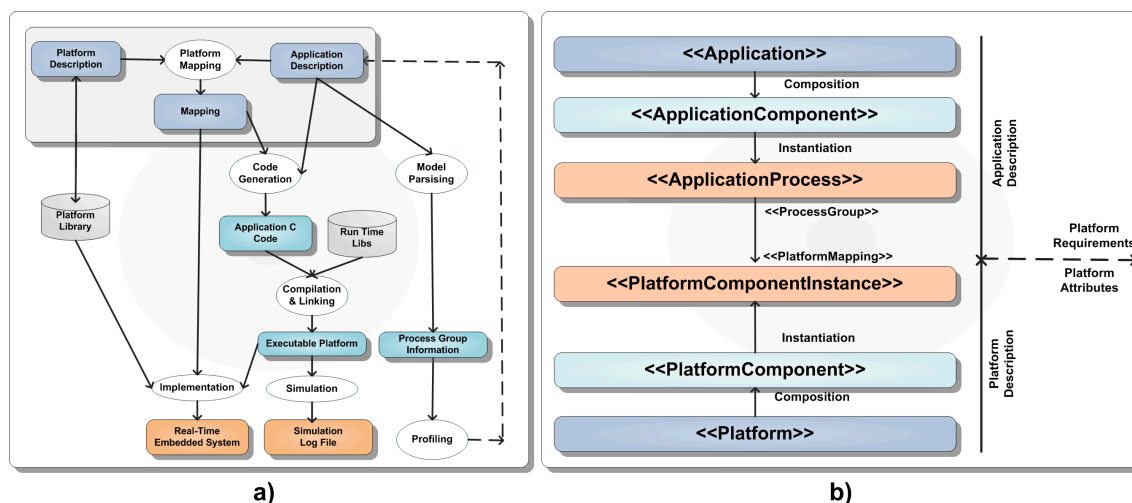 Platform
Description
Platform
Mapping
Application
Description
Mapping
Code
Generation
Model
Parsising
Platform
Library
Application C
Code
Run Time
Libs
Compilation
& Linking
Executable Platform
Process Group
Information
Implementation
Simulation
Real-Time
Embedded System
Simulation
Log File
Profiling
a)
<<Application>>
Composition
<<ApplicationComponent>>
Instantiation
<<ApplicationProcess>>
<<ProcessGroup>>
<<PlatformMapping>>
<<PlatformComponentInstance>>
Instantiation
<<PlatformComponent>>
Composition
<<Platform>>
Application
Description
Platform
Requirements
Platform
Attributes
Platform
Description
b)